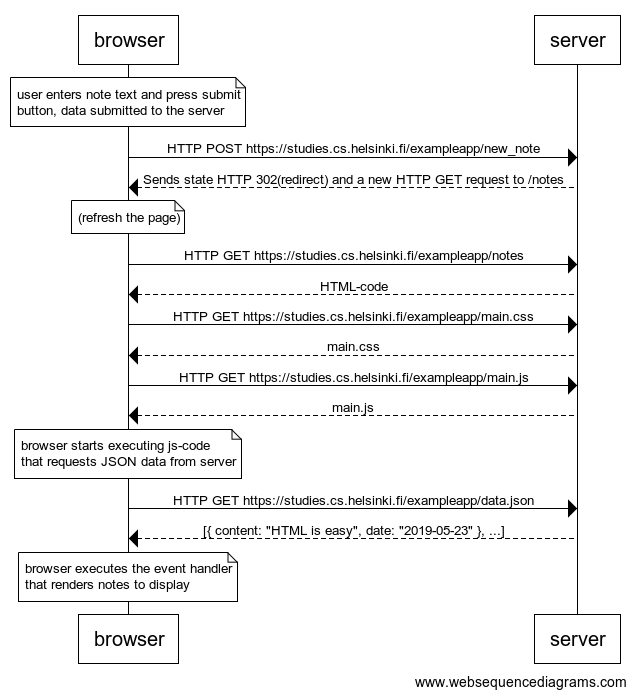 browser
server
user enters note text and press submit
button, data submitted to the server
HTTP POST https://studies.cs.helsinki.fi/exampleapp/new_note
Sends state HTTP 302(redirect) and a new HTTP GET request to /notes
(refresh the page)
HTTP GET https://studies.cs.helsinki.fi/exampleapp/notes
HTML-code
HTTP GET https://studies.cs.helsinki.fi/exampleapp/main.css
main.css
HTTP GET https://studies.cs.helsinki.fi/exampleapp/main.js
main.js
browser starts executing js-code
that requests JSON data from server
HTTP GET https://studies.cs.helsinki.fi/exampleapp/data.json
[{ content: "HTML is easy", date: "2019-05-23" }, ...]
browser executes the event handler
that renders notes to display
browser
server
www.websequencediagrams.com